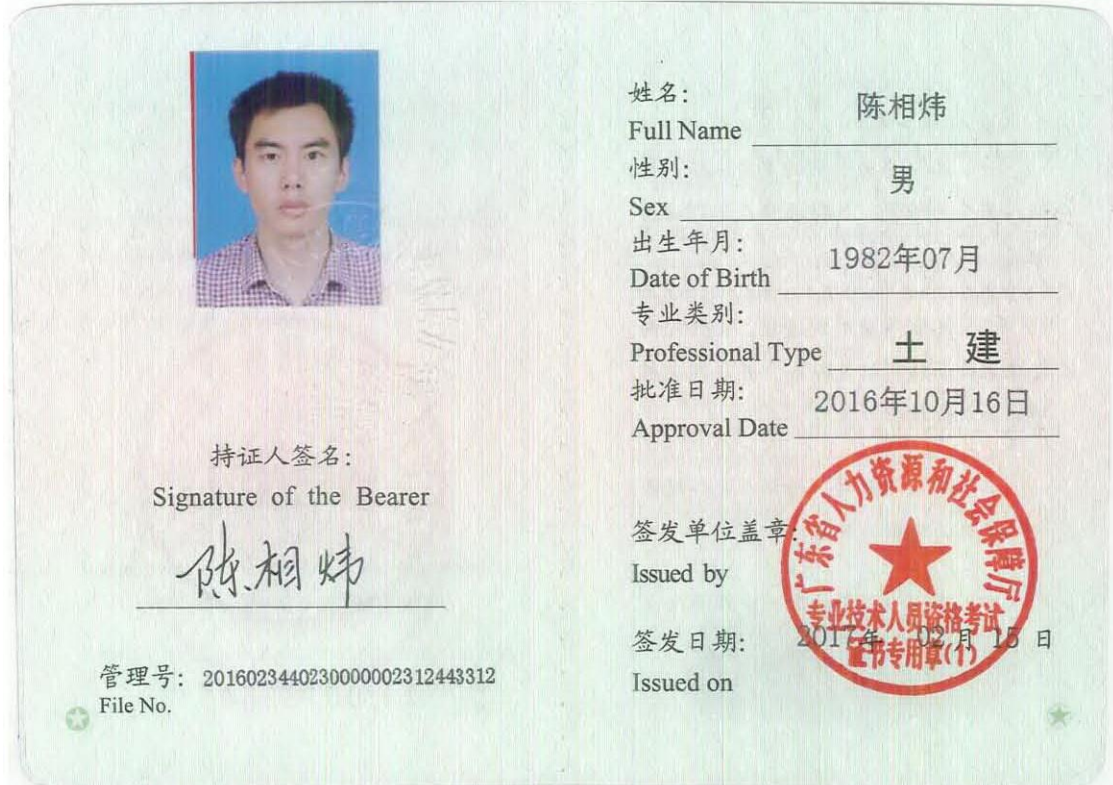 持证人签名:
Signature of the Bearer
陈相炜
管理号: 2016023440230000002312443312
File No.
姓名: 陈相炜
Full Name
性别: 男
Sex
出生年月: 1982年07月
Date of Birth
专业类别:
Professional Type 土 建
批准日期: 2016年10月16日
Approval Date
签发单位盖章:
Issued by
广东省人力资源和社会保障厅
专业技术人员资格考试
证书专用章(1)
签发日期: 2017年 02月 15日
Issued on